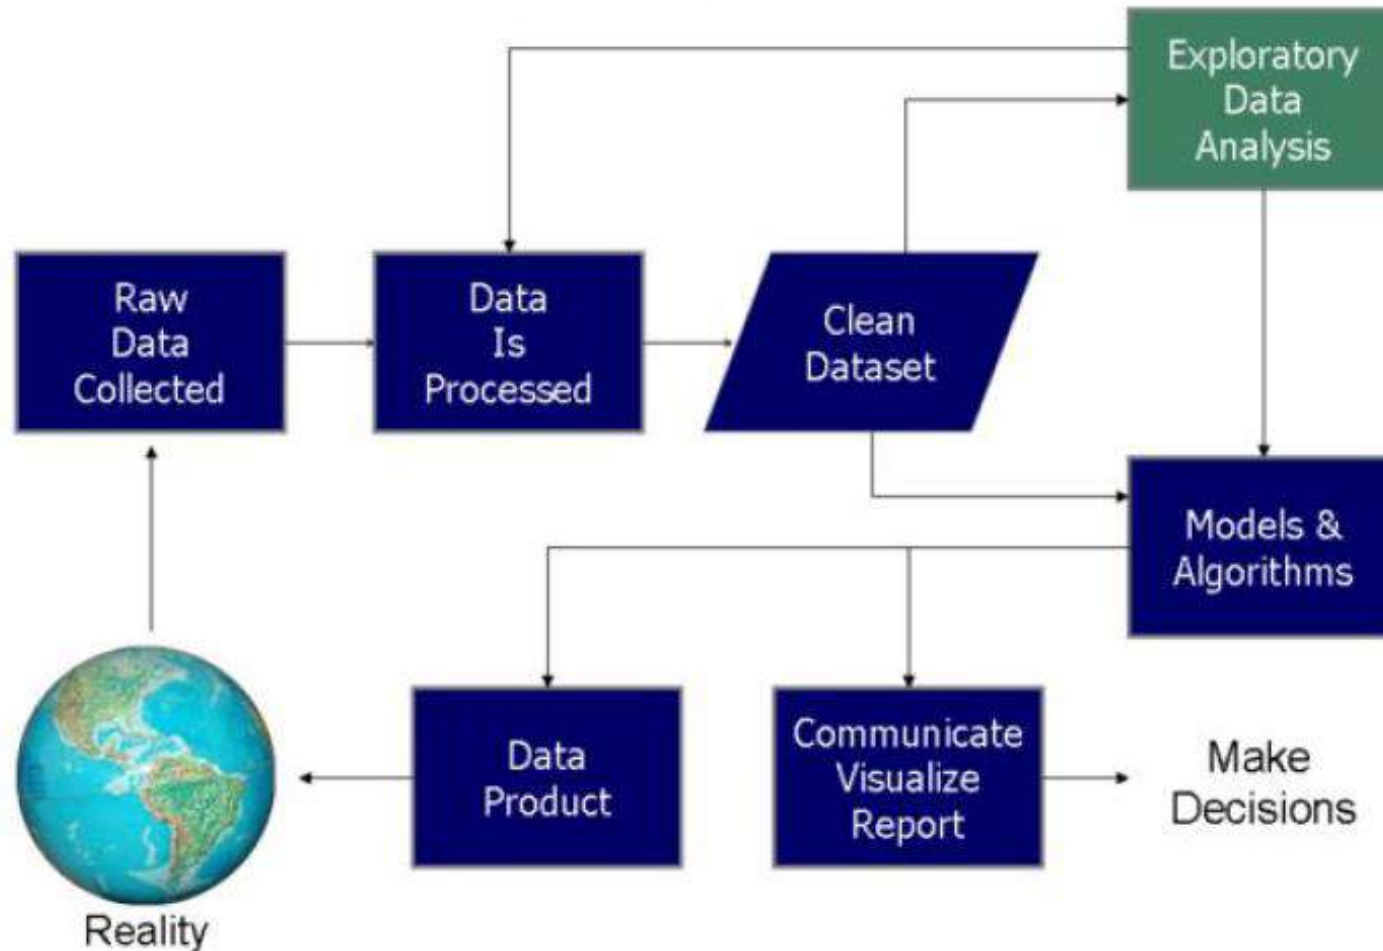 Exploratory
Data
Analysis
Raw
Data
Collected
Data
Is
Processed
Clean
Dataset
Models &
Algorithms
Data
Product
Communicate
Visualize
Report
Make
Decisions
Reality